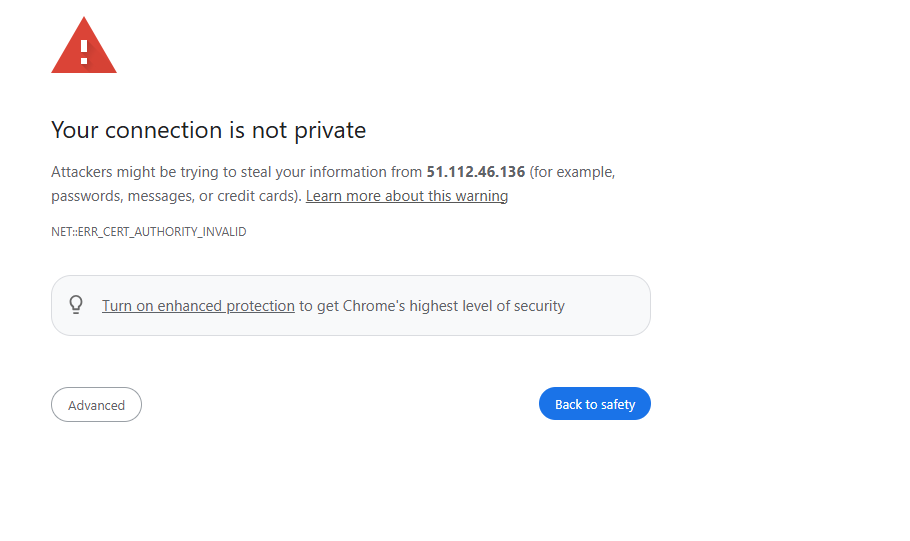 Your connection is not private
Attackers might be trying to steal your information from 51.112.46.136 (for example,
passwords, messages, or credit cards). Learn more about this warning
NET::ERR_CERT_AUTHORITY_INVALID
Turn on enhanced protection to get Chrome's highest level of security
Advanced
Back to safety